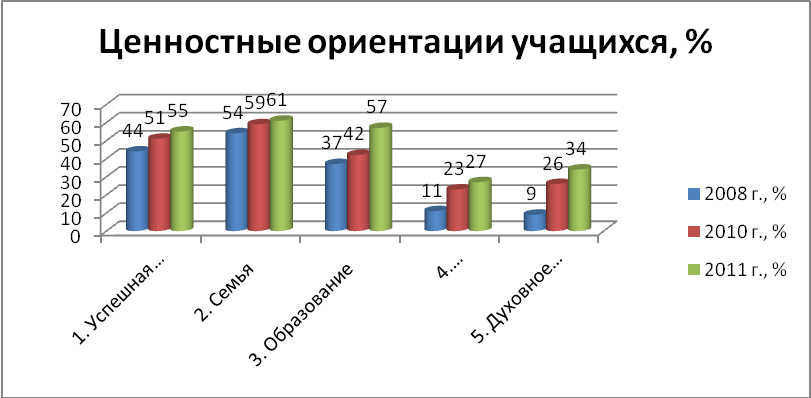 Ценностные ориентации учащихся, %
70
60
50
40
30
20
10
0
44 51 55
54 59 61
37 42 57
11 23 27
9 26 34
1. Успешная...
2. Семья
3. Образование
4. ...
5. Духовное...
2008 г., %
2010 г., %
2011 г., %